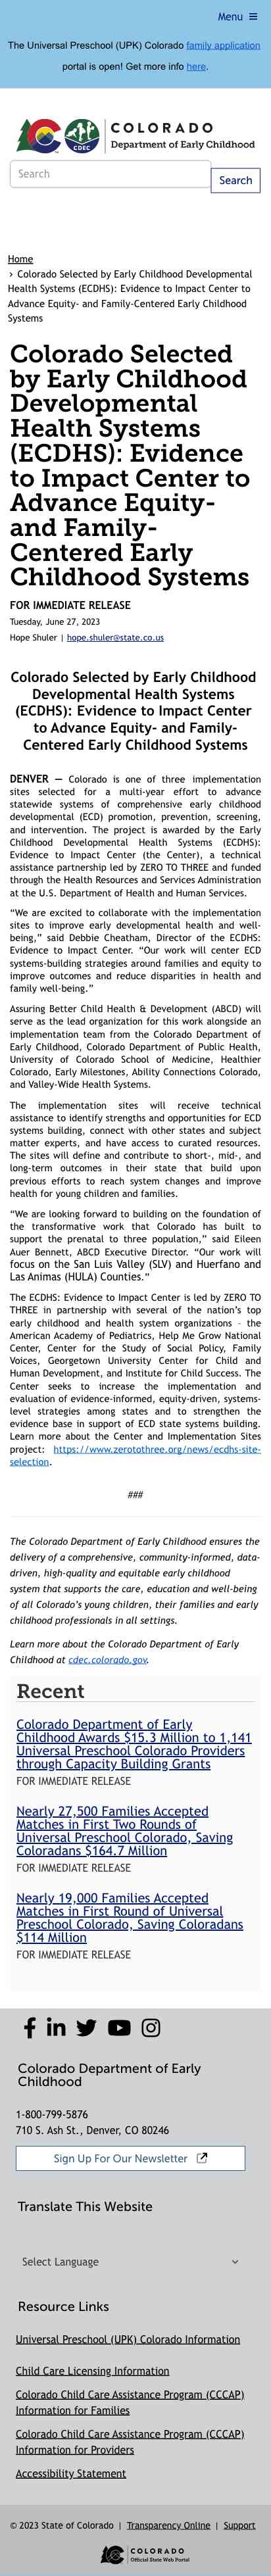 Menu ≡
The Universal Preschool (UPK) Colorado family application
portal is open! Get more info here.
COLORADO
Department of Early Childhood
CDEC
Search
Search
Home
› Colorado Selected by Early Childhood Developmental
Health Systems (ECDHS): Evidence to Impact Center to
Advance Equity- and Family-Centered Early Childhood
Systems
Colorado Selected
by Early Childhood
Developmental
Health Systems
(ECDHS): Evidence
to Impact Center to
Advance Equity-
and Family-
Centered Early
Childhood Systems
FOR IMMEDIATE RELEASE
Tuesday, June 27, 2023
Hope Shuler | hope.shuler@state.co.us
Colorado Selected by Early Childhood
Developmental Health Systems
(ECDHS): Evidence to Impact Center
to Advance Equity- and Family-
Centered Early Childhood Systems
DENVER — Colorado is one of three implementation
sites selected for a multi-year effort to advance
statewide systems of comprehensive early childhood
developmental (ECD) promotion, prevention, screening,
and intervention. The project is awarded by the Early
Childhood Developmental Health Systems (ECDHS):
Evidence to Impact Center (the Center), a technical
assistance partnership led by ZERO TO THREE and funded
through the Health Resources and Services Administration
at the U.S. Department of Health and Human Services.
“We are excited to collaborate with the implementation
sites to improve early developmental health and well-
being,” said Debbie Cheatham, Director of the ECDHS:
Evidence to Impact Center. “Our work will center ECD
systems-building strategies around families and equity to
improve outcomes and reduce disparities in health and
family well-being.”
Assuring Better Child Health & Development (ABCD) will
serve as the lead organization for this work alongside an
implementation team from the Colorado Department of
Early Childhood, Colorado Department of Public Health,
University of Colorado School of Medicine, Healthier
Colorado, Early Milestones, Ability Connections Colorado,
and Valley-Wide Health Systems.
The implementation sites will receive technical
assistance to identify strengths and opportunities for ECD
systems building, connect with other states and subject
matter experts, and have access to curated resources.
The sites will define and contribute to short-, mid-, and
long-term outcomes in their state that build upon
previous efforts to reach system changes and improve
health for young children and families.
“We are looking forward to building on the foundation of
the transformative work that Colorado has built to
support the prenatal to three population,” said Eileen
Auer Bennett, ABCD Executive Director. “Our work will
focus on the San Luis Valley (SLV) and Huerfano and
Las Animas (HULA) Counties.”
The ECDHS: Evidence to Impact Center is led by ZERO TO
THREE in partnership with several of the nation’s top
early childhood and health system organizations - the
American Academy of Pediatrics, Help Me Grow National
Center, Center for the Study of Social Policy, Family
Voices, Georgetown University Center for Child and
Human Development, and Institute for Child Success. The
Center seeks to increase the implementation and
evaluation of evidence-informed, equity-driven, systems-
level strategies among states and to strengthen the
evidence base in support of ECD state systems building.
Learn more about the Center and Implementation Sites
project: https://www.zerotothree.org/news/ecdhs-site-
selection.
###
The Colorado Department of Early Childhood ensures the
delivery of a comprehensive, community-informed, data-
driven, high-quality and equitable early childhood
system that supports the care, education and well-being
of all Colorado’s young children, their families and early
childhood professionals in all settings.
Learn more about the Colorado Department of Early
Childhood at cdec.colorado.gov.
Recent
Colorado Department of Early
Childhood Awards $15.3 Million to 1,141
Universal Preschool Colorado Providers
through Capacity Building Grants
FOR IMMEDIATE RELEASE
Nearly 27,500 Families Accepted
Matches in First Two Rounds of
Universal Preschool Colorado, Saving
Coloradans $164.7 Million
FOR IMMEDIATE RELEASE
Nearly 19,000 Families Accepted
Matches in First Round of Universal
Preschool Colorado, Saving Coloradans
$114 Million
FOR IMMEDIATE RELEASE
Colorado Department of Early
Childhood
1-800-799-5876
710 S. Ash St., Denver, CO 80246
Sign Up For Our Newsletter
Translate This Website
Select Language
Resource Links
Universal Preschool (UPK) Colorado Information
Child Care Licensing Information
Colorado Child Care Assistance Program (CCCAP)
Information for Families
Colorado Child Care Assistance Program (CCCAP)
Information for Providers
Accessibility Statement
© 2023 State of Colorado | Transparency Online | Support
COLORADO
Official State Web Portal